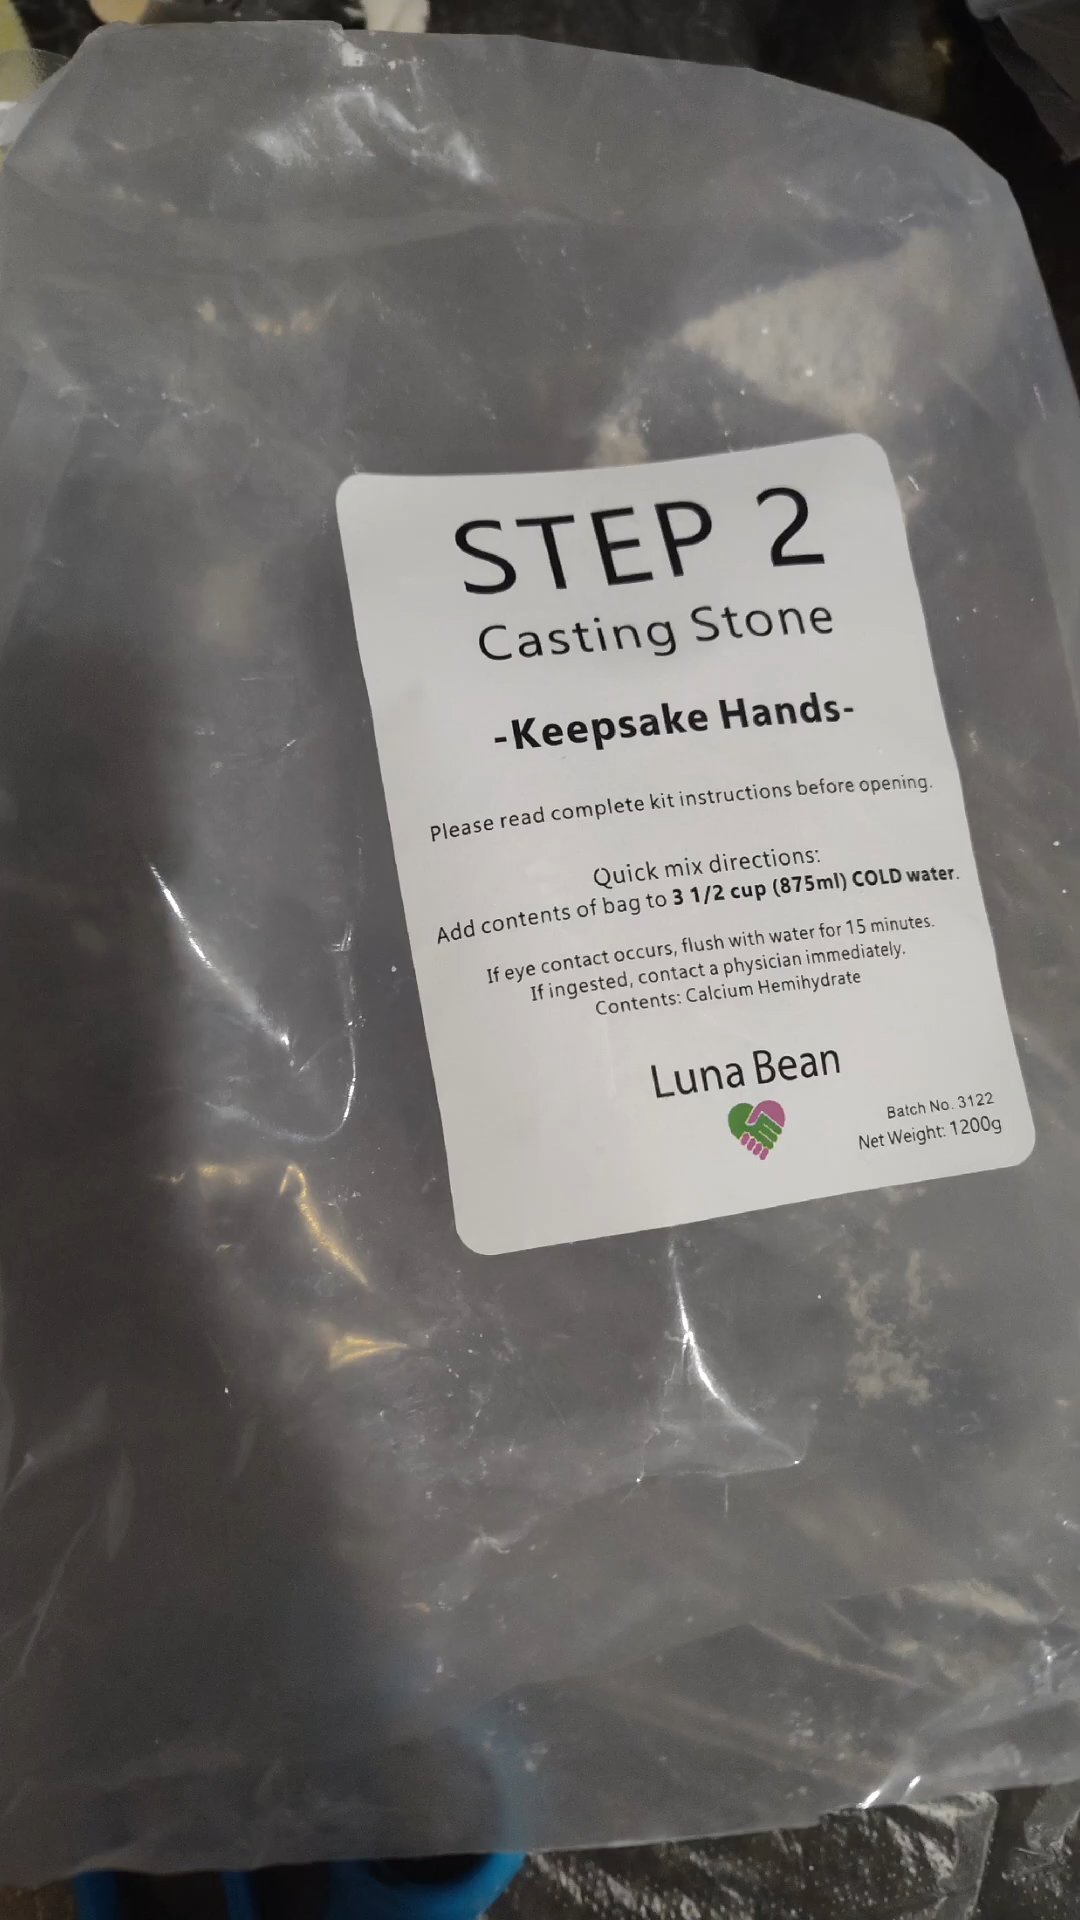 STEP 2
Casting Stone
-Keepsake Hands-
Please read complete kit instructions before opening.
Quick mix directions:
Add contents of bag to 3 1/2 cup (875ml) COLD water.
If eye contact occurs, flush with water for 15 minutes.
If ingested, contact a physician immediately.
Contents: Calcium Hemihydrate
Luna Bean
Batch No. 3122
Net Weight: 1200g